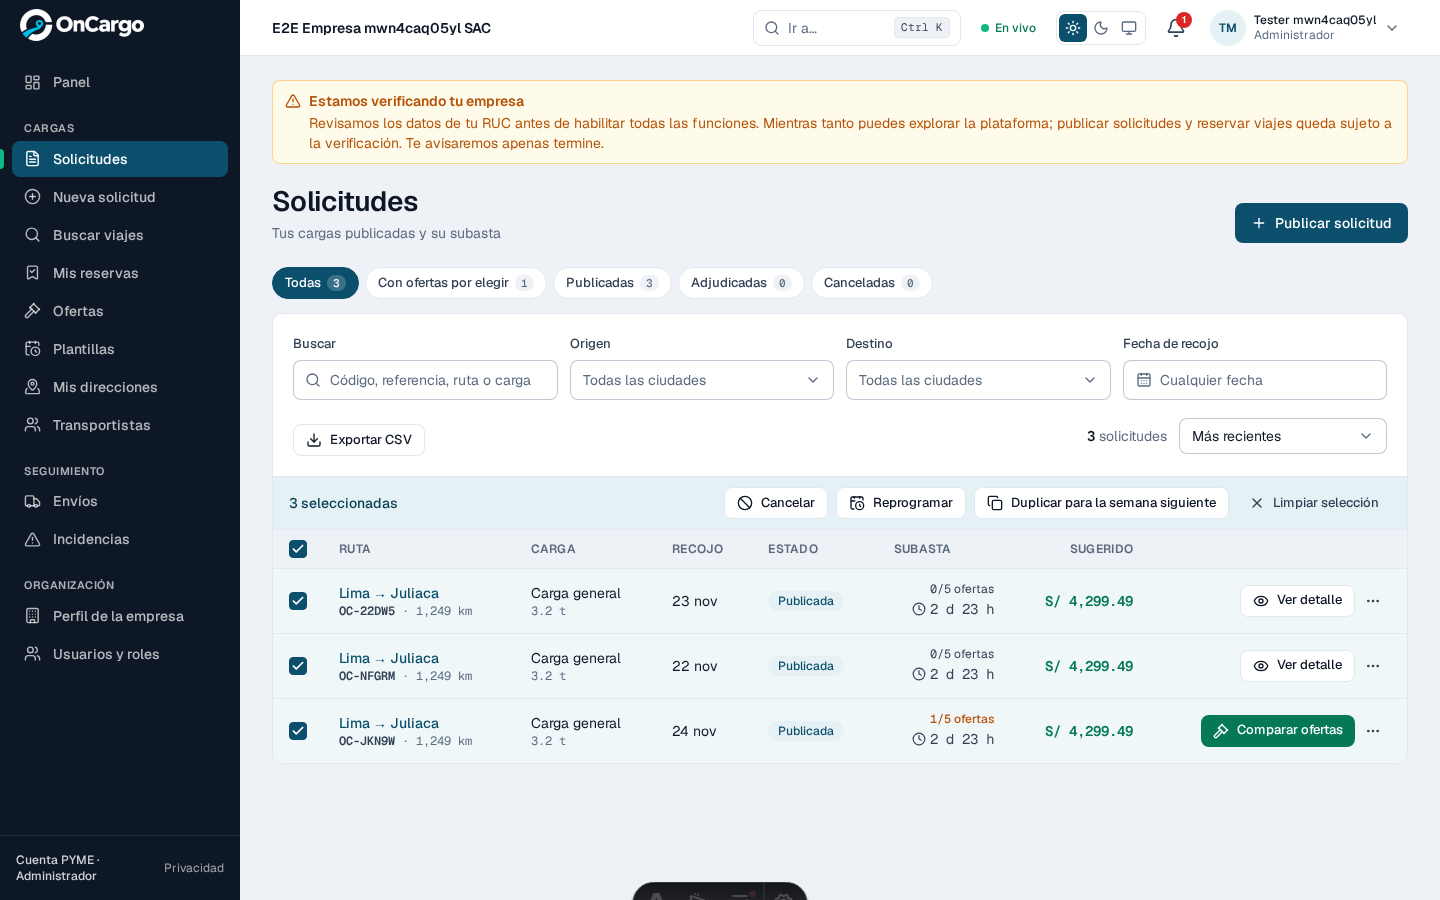 OnCargo
E2E Empresa mwn4caq05yl SAC
Ir a...
Ctrl K
En vivo
1
TM
Tester mwn4caq05yl
Administrador
Panel
CARGAS
Solicitudes
Nueva solicitud
Buscar viajes
Mis reservas
Ofertas
Plantillas
Mis direcciones
Transportistas
SEGUIMIENTO
Envíos
Incidencias
ORGANIZACIÓN
Perfil de la empresa
Usuarios y roles
Cuenta PYME ·
Administrador
Privacidad
Estamos verificando tu empresa
Revisamos los datos de tu RUC antes de habilitar todas las funciones. Mientras tanto puedes explorar la plataforma; publicar solicitudes y reservar viajes queda sujeto a
la verificación. Te avisaremos apenas termine.
Solicitudes
Tus cargas publicadas y su subasta
Publicar solicitud
Todas 3
Con ofertas por elegir 1
Publicadas 3
Adjudicadas 0
Canceladas 0
Buscar
Origen
Destino
Fecha de recojo
Código, referencia, ruta o carga
Todas las ciudades
Todas las ciudades
Cualquier fecha
Exportar CSV
3 solicitudes
Más recientes
3 seleccionadas
Cancelar
Reprogramar
Duplicar para la semana siguiente
Limpiar selección
RUTA CARGA RECOJO ESTADO SUBASTA SUGERIDO
Lima → Juliaca
OC-22DW5 · 1,249 km
Carga general
3.2 t
23 nov
Publicada
0/5 ofertas
2 d 23 h
S/ 4,299.49
Ver detalle
Lima → Juliaca
OC-NFGRM · 1,249 km
Carga general
3.2 t
22 nov
Publicada
0/5 ofertas
2 d 23 h
S/ 4,299.49
Ver detalle
Lima → Juliaca
OC-JKN9W · 1,249 km
Carga general
3.2 t
24 nov
Publicada
1/5 ofertas
2 d 23 h
S/ 4,299.49
Comparar ofertas